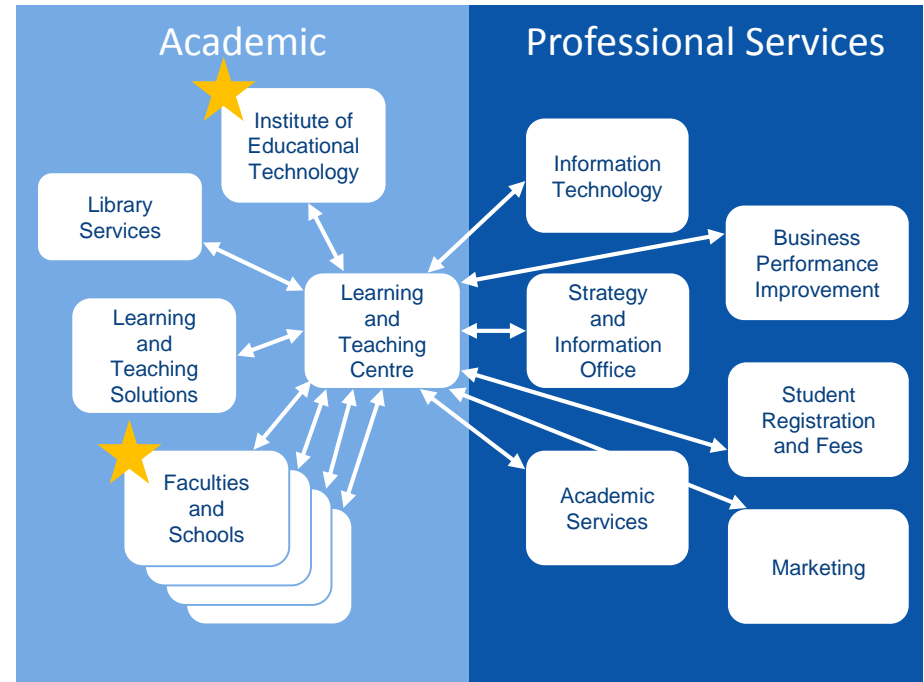 Academic
Professional Services
Institute of
Educational
Technology
Library
Services
Learning
and
Teaching
Centre
Learning
and
Teaching
Solutions
Faculties
and
Schools
Information
Technology
Business
Performance
Improvement
Strategy
and
Information
Office
Student
Registration
and Fees
Academic
Services
Marketing